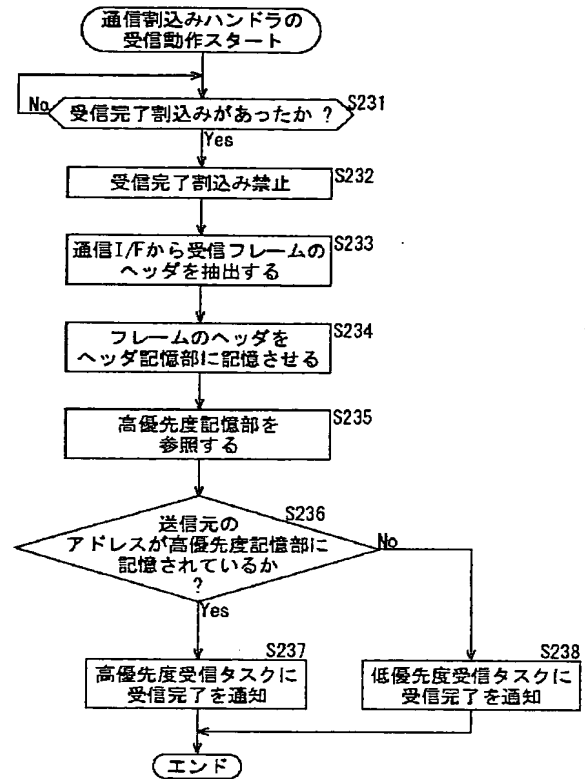 通信割込みハンドラの
受信動作スタート
No
受信完了割込みがあったか ?
S231
Yes
受信完了割込み禁止
S232
通信I/Fから受信フレームの
ヘッダを抽出する
S233
フレームのヘッダを
ヘッダ記憶部に記憶させる
S234
高優先度記憶部を
参照する
S235
送信元の
アドレスが高優先度記憶部に
記憶されているか
?
S236
No
Yes
S237
高優先度受信タスクに
受信完了を通知
S238
低優先度受信タスクに
受信完了を通知
エンド